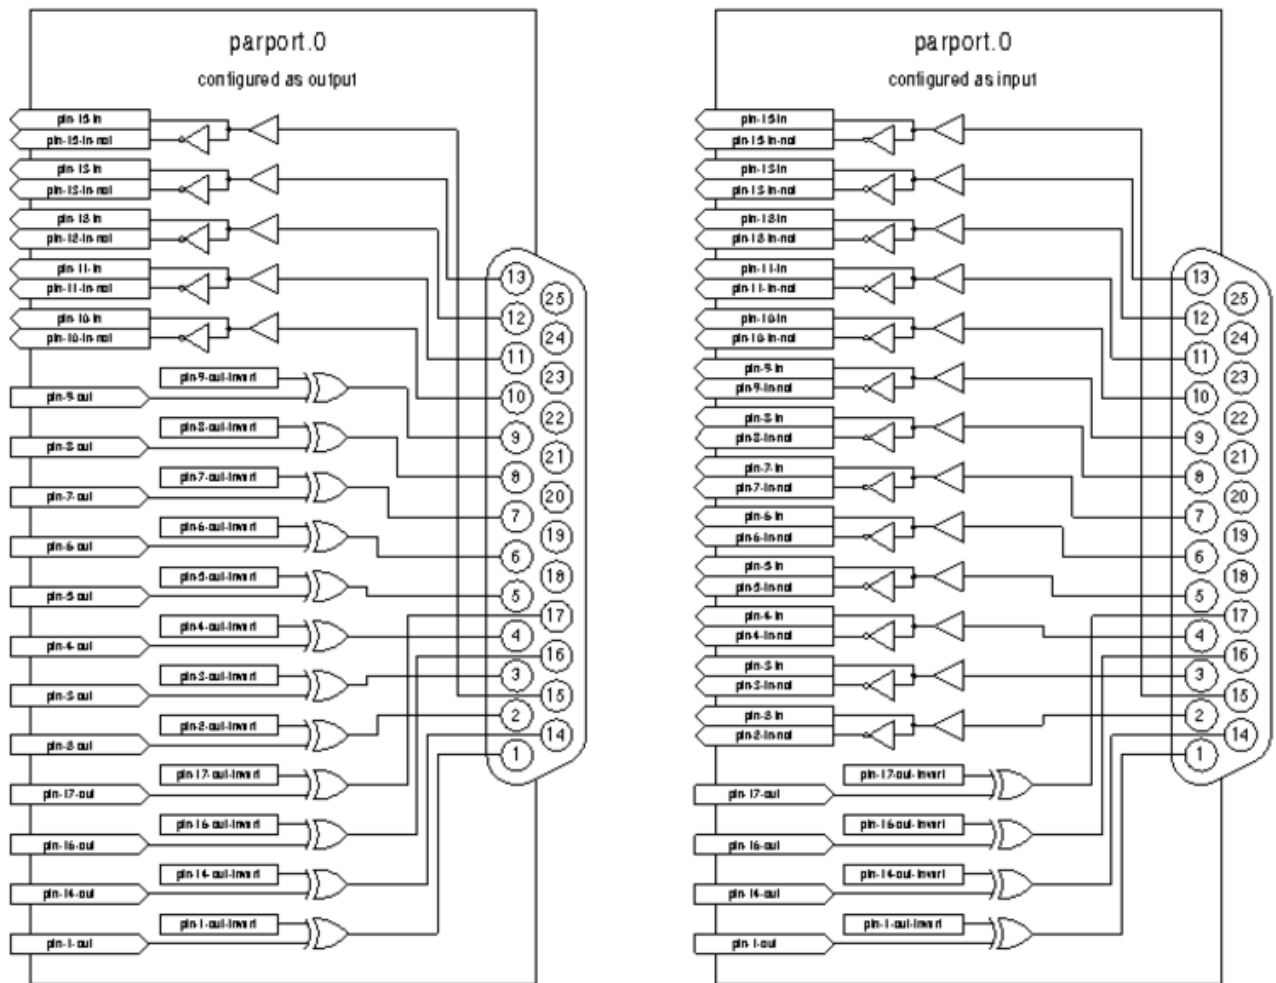 parport.0
configured as output
pin-15-in
pin-15-in-not
pin-13-in
pin-13-in-not
pin-12-in
pin-12-in-not
pin-11-in
pin-11-in-not
pin-10-in
pin-10-in-not
pin-9-out-invert
pin-9-out
pin-8-out-invert
pin-8-out
pin-7-out-invert
pin-7-out
pin-6-out-invert
pin-6-out
pin-5-out-invert
pin-5-out
pin-4-out-invert
pin-4-out
pin-3-out-invert
pin-3-out
pin-2-out-invert
pin-2-out
pin-17-out-invert
pin-17-out
pin-16-out-invert
pin-16-out
pin-14-out-invert
pin-14-out
pin-1-out-invert
pin-1-out
13
25
12
24
11
23
10
22
9
21
8
20
7
19
6
18
5
17
4
16
3
15
2
14
1
parport.0
configured as input
pin-15-in
pin-15-in-not
pin-13-in
pin-13-in-not
pin-12-in
pin-12-in-not
pin-11-in
pin-11-in-not
pin-10-in
pin-10-in-not
pin-9-in
pin-9-in-not
pin-8-in
pin-8-in-not
pin-7-in
pin-7-in-not
pin-6-in
pin-6-in-not
pin-5-in
pin-5-in-not
pin-4-in
pin-4-in-not
pin-3-in
pin-3-in-not
pin-2-in
pin-2-in-not
pin-17-out-invert
pin-17-out
pin-16-out-invert
pin-16-out
pin-14-out-invert
pin-14-out
pin-1-out-invert
pin-1-out
13
25
12
24
11
23
10
22
9
21
8
20
7
19
6
18
5
17
4
16
3
15
2
14
1